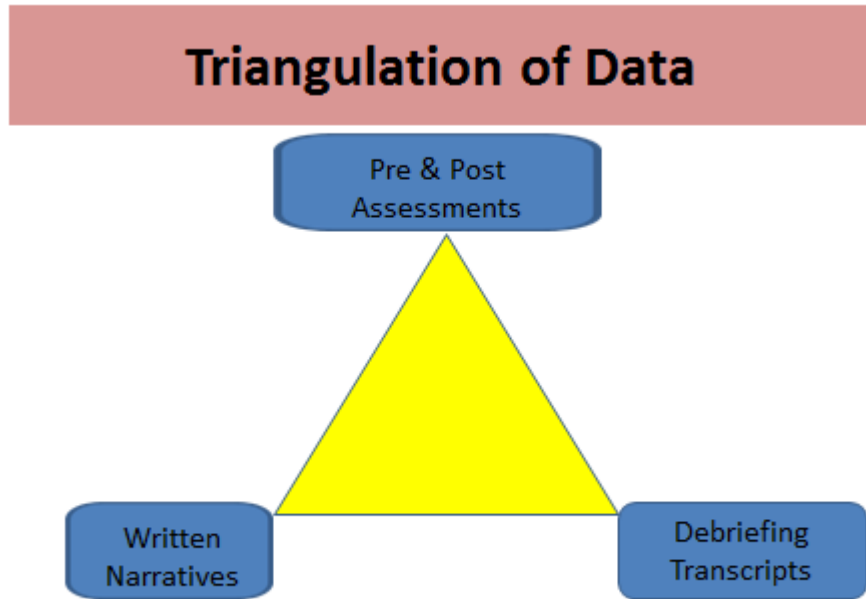 Triangulation of Data
Pre & Post
Assessments
Written
Narratives
Debriefing
Transcripts